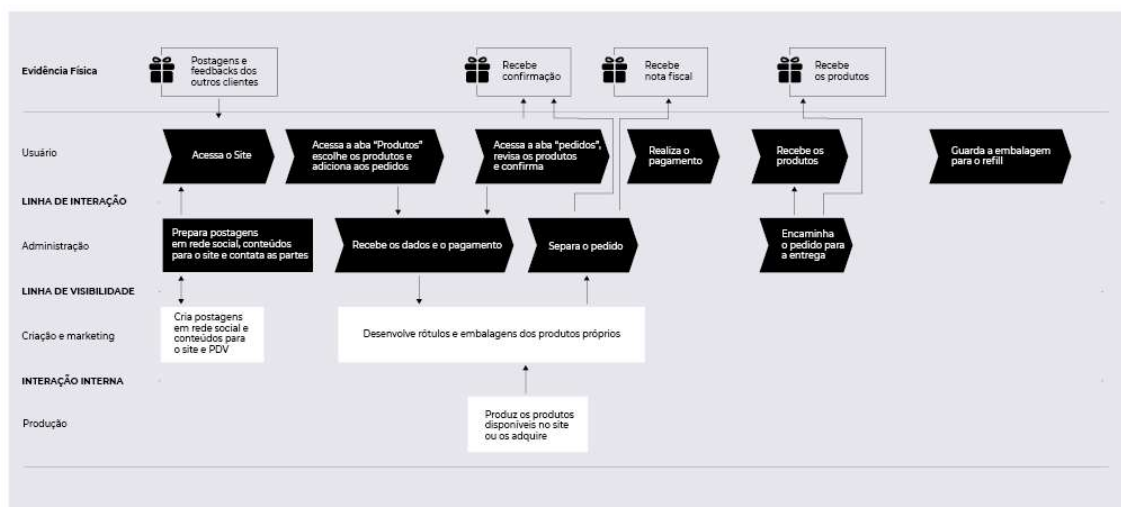 Evidência Física
Postagens e
feedbacks dos
outros clientes
Recebe
confirmação
Recebe
nota fiscal
Recebe
os produtos
Usuário
Acessa o Site
Acessa a aba “Produtos”
escolhe os produtos e
adiciona aos pedidos
Acessa a aba “pedidos”,
revisa os produtos
e confirma
Realiza o
pagamento
Recebe os
produtos
Guarda a embalagem
para o refill
LINHA DE INTERAÇÃO
Administração
Prepara postagens
em rede social, conteúdos
para o site e contata as partes
Recebe os dados e o pagamento
Separa o pedido
Encaminha
o pedido para
a entrega
LINHA DE VISIBILIDADE
Criação e marketing
Cria postagens
em rede social e
conteúdos para
o site e PDV
Desenvolve rótulos e embalagens dos produtos próprios
INTERAÇÃO INTERNA
Produção
Produz os produtos
disponíveis no site
ou os adquire